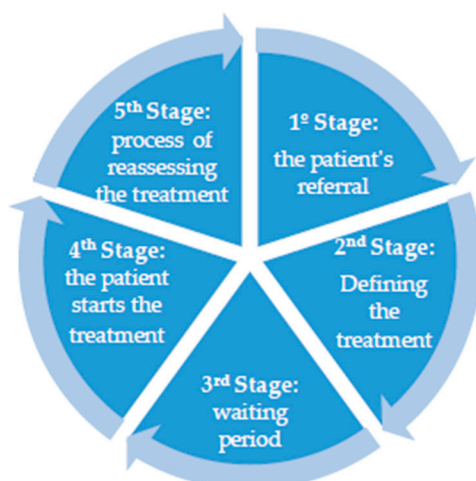 1º Stage:
the patient's
referral
2nd Stage:
Defining
the
treatment
3rd Stage:
waiting
period
4th Stage:
the patient
starts the
treatment
5th Stage:
process of
reassessing
the treatment